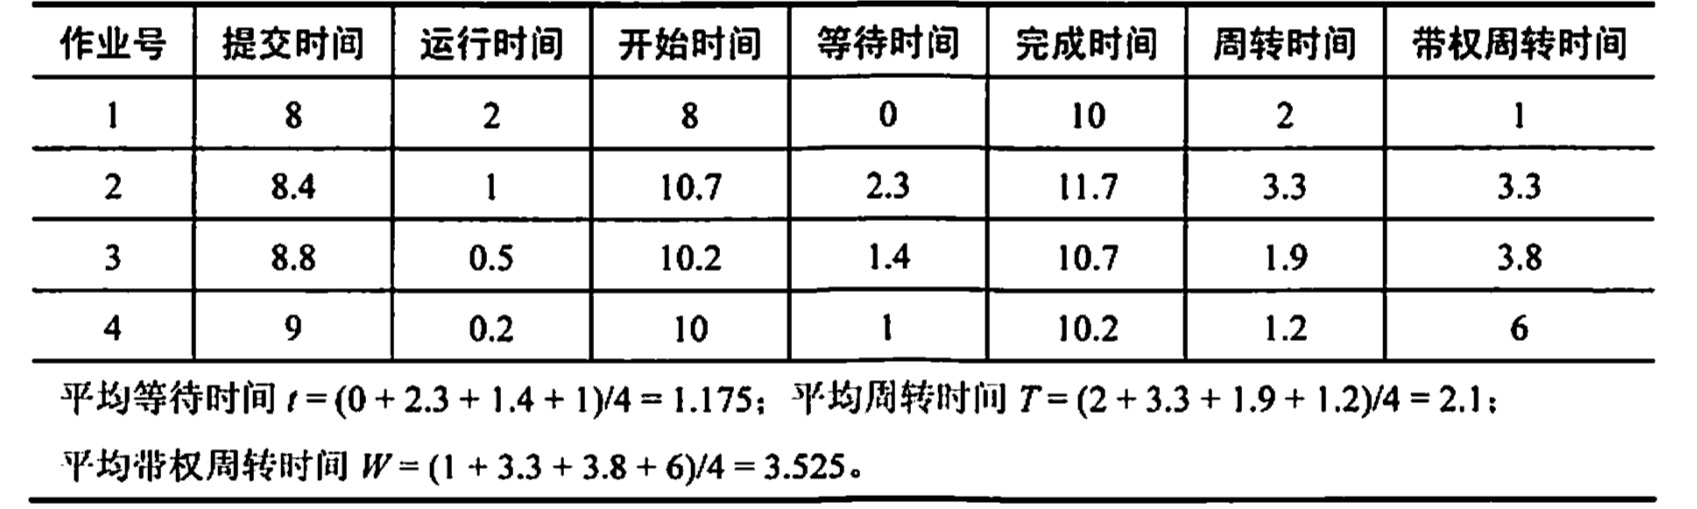 作业号 提交时间 运行时间 开始时间 等待时间 完成时间 周转时间 带权周转时间
1 8 2 8 0 10 2 1
2 8.4 1 10.7 2.3 11.7 3.3 3.3
3 8.8 0.5 10.2 1.4 10.7 1.9 3.8
4 9 0.2 10 1 10.2 1.2 6
平均等待时间 t = (0 + 2.3 + 1.4 + 1)/4 = 1.175；平均周转时间 T = (2 + 3.3 + 1.9 + 1.2)/4 = 2.1；
平均带权周转时间 W = (1 + 3.3 + 3.8 + 6)/4 = 3.525。